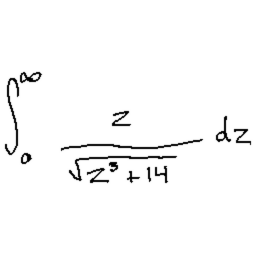 ∫₀^∞ z / √(z³ + 14) dz